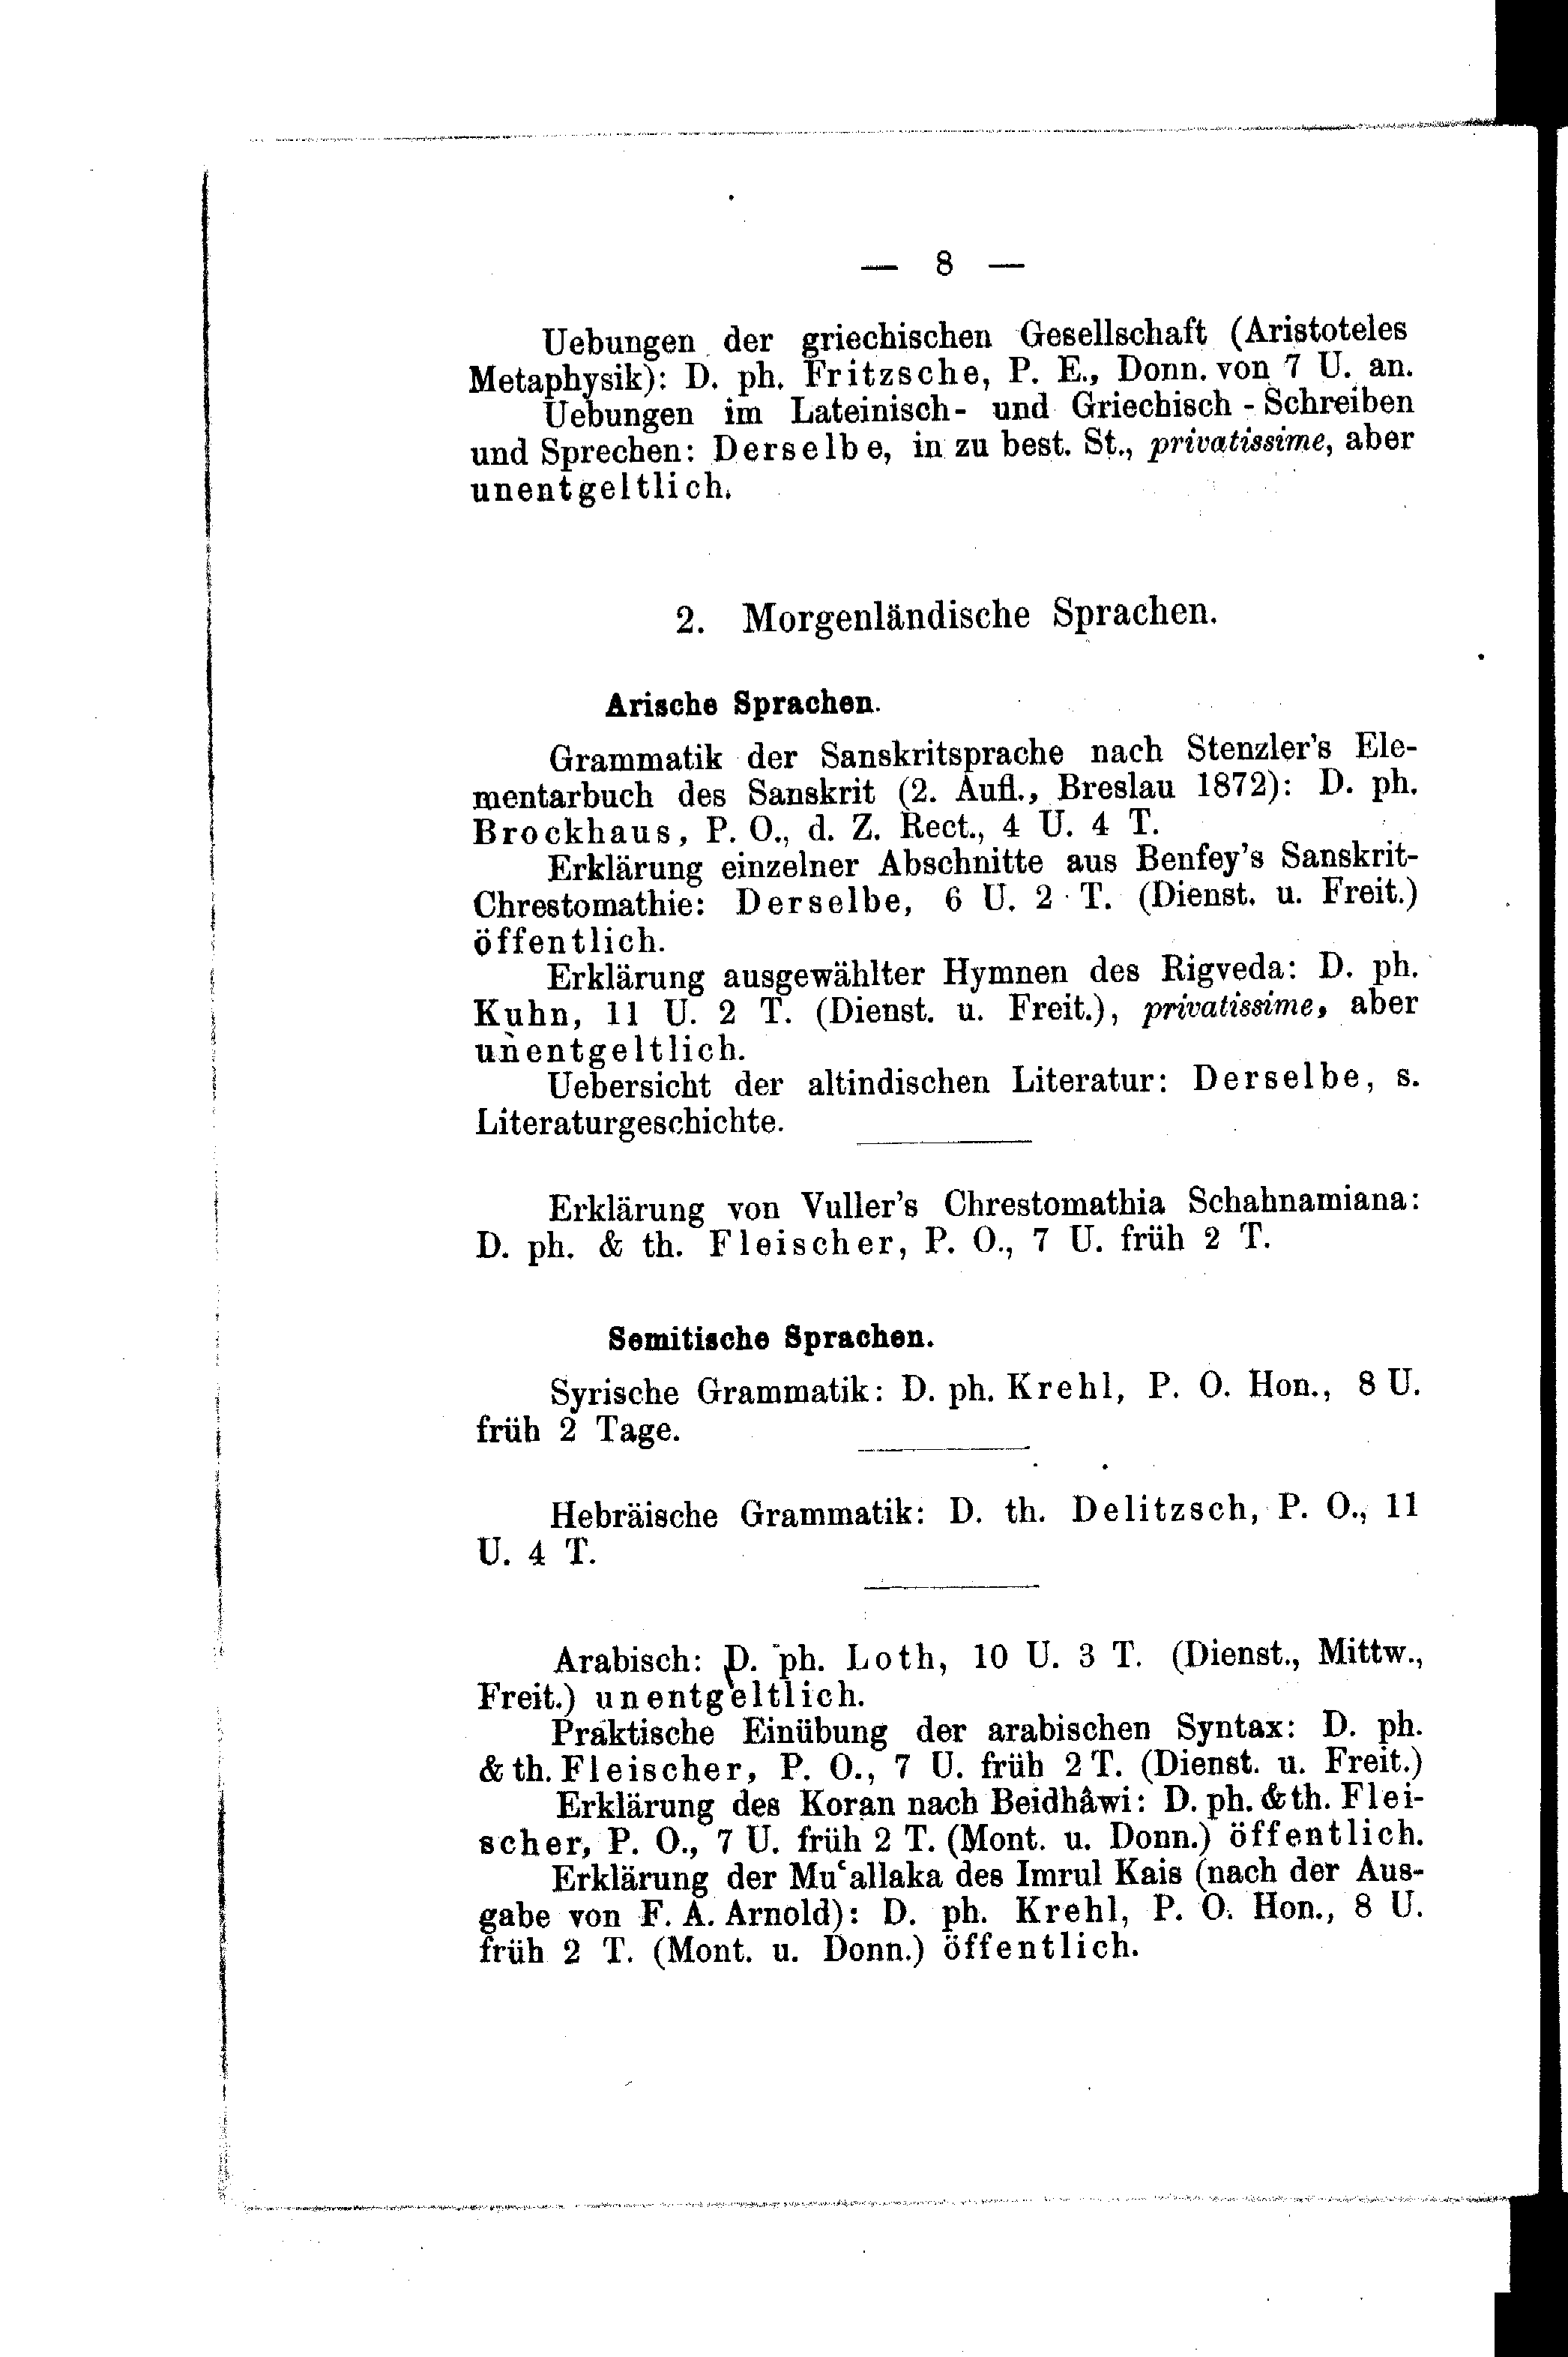 — 8 —
Uebungen der griechischen Gesellschaft (Aristoteles
Metaphysik): D. ph. Fritzsche, P. E., Donn. von 7 U. an.
Uebungen im Lateinisch- und Griechisch-Schreiben
und Sprechen: Derselbe, in zu best. St., privatissime, aber
unentgeltlich.
2. Morgenländische Sprachen.
Arische Sprachen.
Grammatik der Sanskritsprache nach Stenzler's Ele-
mentarbuch des Sanskrit (2. Aufl., Breslau 1872): D. ph.
Brockhaus, P. O., d. Z. Rect., 4 U. 4 T.
Erklärung einzelner Abschnitte aus Benfey's Sanskrit-
Chrestomathie: Derselbe, 6 U. 2 T. (Dienst. u. Freit.)
öffentlich.
Erklärung ausgewählter Hymnen des Rigveda: D. ph.
Kuhn, 11 U. 2 T. (Dienst. u. Freit.), privatissime, aber
unentgeltlich.
Uebersicht der altindischen Literatur: Derselbe, s.
Literaturgeschichte.
Erklärung von Vuller's Chrestomathia Schahnamiana:
D. ph. & th. Fleischer, P. O., 7 U. früh 2 T.
Semitische Sprachen.
Syrische Grammatik: D. ph. Krehl, P. O. Hon., 8 U.
früh 2 Tage.
Hebräische Grammatik: D. th. Delitzsch, P. O., 11
U. 4 T.
Arabisch: D. ph. Loth, 10 U. 3 T. (Dienst., Mittw.,
Freit.) unentgeltlich.
Praktische Einübung der arabischen Syntax: D. ph.
& th. Fleischer, P. O., 7 U. früh 2 T. (Dienst. u. Freit.)
Erklärung des Koran nach Beidhâwi: D. ph. & th. Flei-
scher, P. O., 7 U. früh 2 T. (Mont. u. Donn.) öffentlich.
Erklärung der Mu‘allaka des Imrul Kais (nach der Aus-
gabe von F. A. Arnold): D. ph. Krehl, P. O. Hon., 8 U.
früh 2 T. (Mont. u. Donn.) öffentlich.